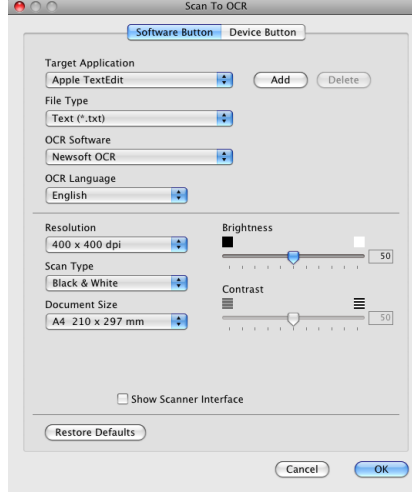 Scan To OCR
Software Button Device Button
Target Application
Apple TextEdit Add Delete
File Type
Text (*.txt)
OCR Software
Newsoft OCR
OCR Language
English
Resolution Brightness
400 x 400 dpi 50
Scan Type
Black & White Contrast
Document Size
A4 210 x 297 mm 50
Show Scanner Interface
Restore Defaults
Cancel OK